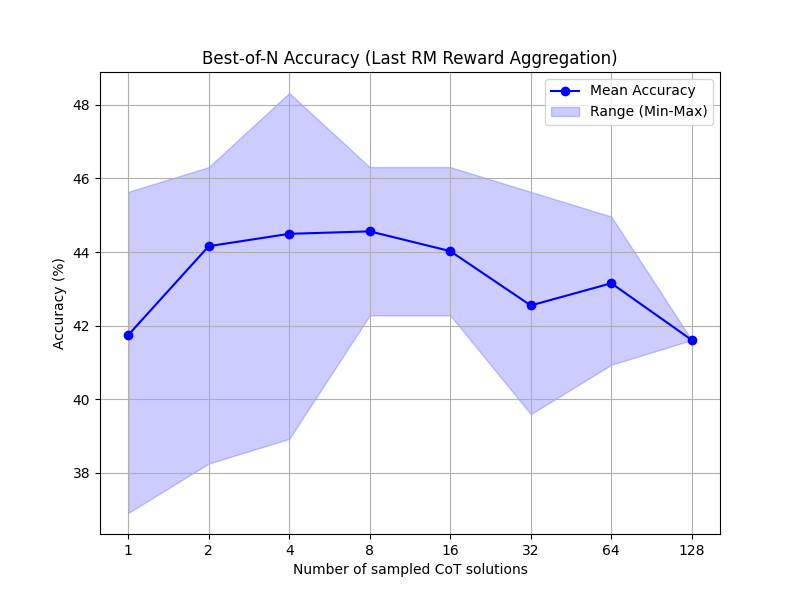 Best-of-N Accuracy (Last RM Reward Aggregation)
Mean Accuracy
Range (Min-Max)
Accuracy (%)
48
46
44
42
40
38
1 2 4 8 16 32 64 128
Number of sampled CoT solutions